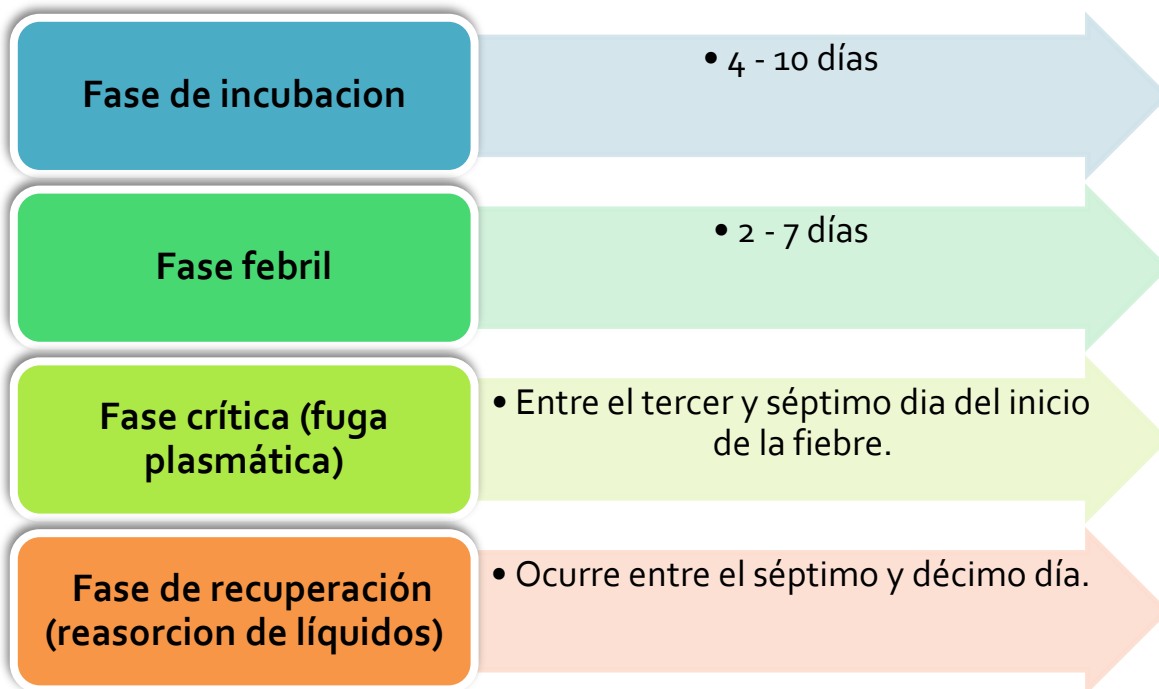 Fase de incubacion
• 4 - 10 días
Fase febril
• 2 - 7 días
Fase crítica (fuga
plasmática)
• Entre el tercer y séptimo dia del inicio
de la fiebre.
Fase de recuperación
(reasorcion de líquidos)
• Ocurre entre el séptimo y décimo día.